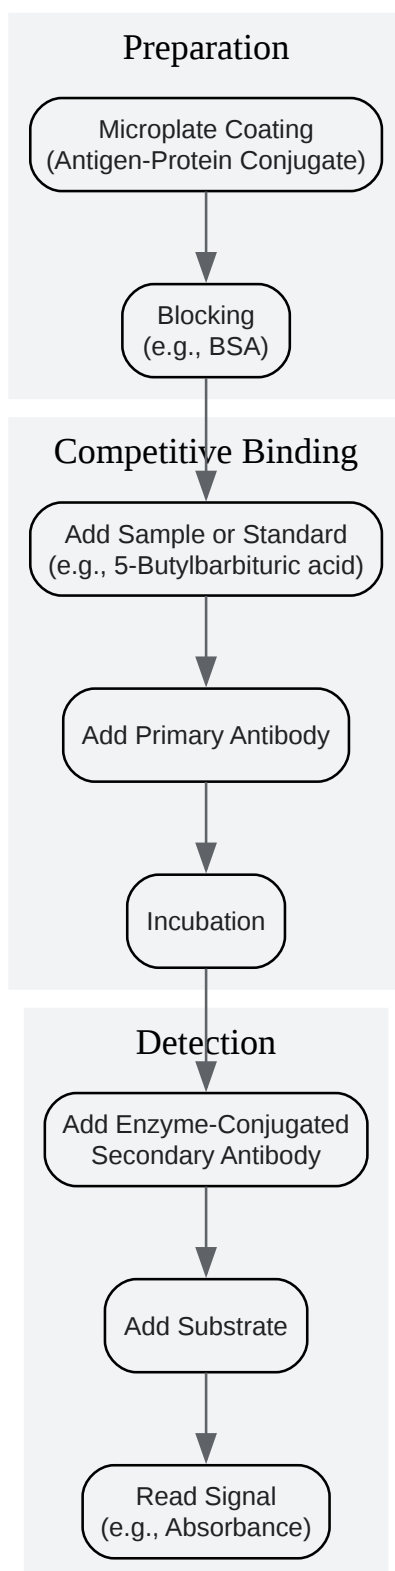 Preparation
Microplate Coating
(Antigen-Protein Conjugate)
Blocking
(e.g., BSA)
Competitive Binding
Add Sample or Standard
(e.g., 5-Butylbarbituric acid)
Add Primary Antibody
Incubation
Detection
Add Enzyme-Conjugated
Secondary Antibody
Add Substrate
Read Signal
(e.g., Absorbance)